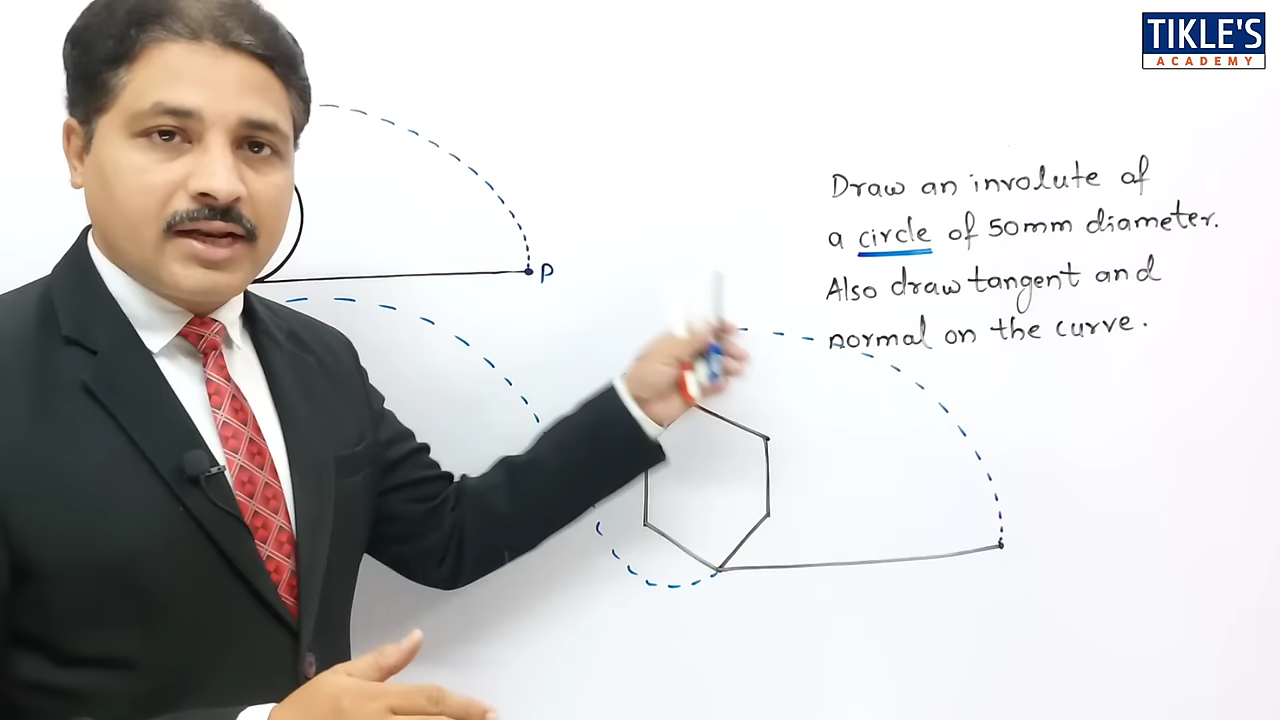 TIKLE'S
ACADEMY
Draw an involute of
a circle of 50mm diameter.
Also draw tangent and
normal on the curve.
P